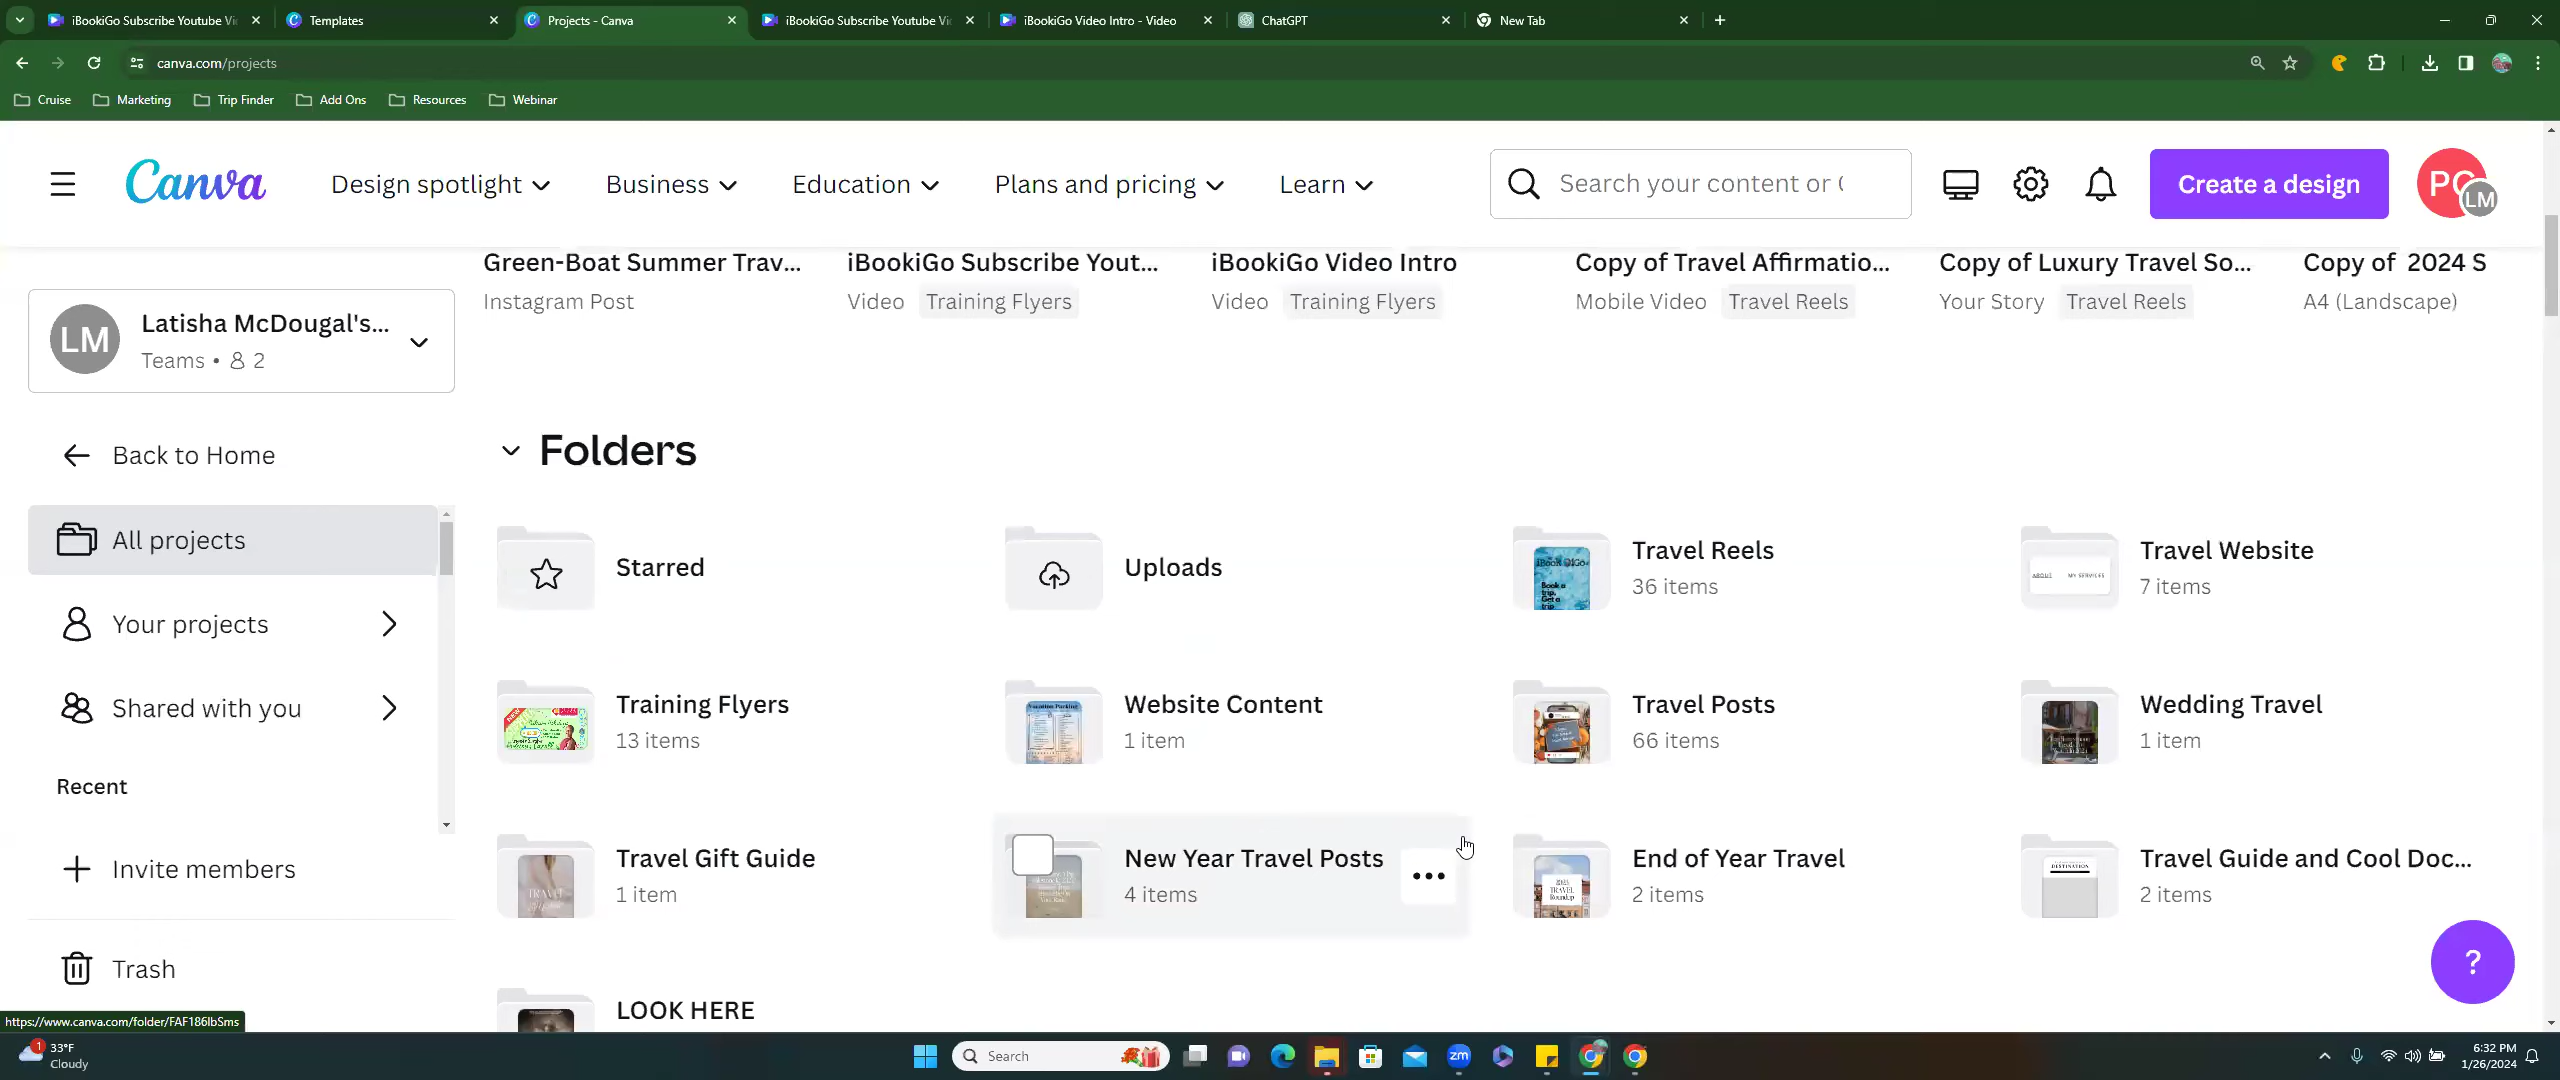 iBookiGo Subscribe Youtube Vi
Templates
Projects - Canva
iBookiGo Subscribe Youtube Vi
iBookiGo Video Intro - Video
ChatGPT
New Tab
canva.com/projects
Cruise
Marketing
Trip Finder
Add Ons
Resources
Webinar
Canva
Design spotlight
Business
Education
Plans and pricing
Learn
Search your content or C
Create a design
PC
LM
Green-Boat Summer Trav...
iBookiGo Subscribe Yout...
iBookiGo Video Intro
Copy of Travel Affirmatio...
Copy of Luxury Travel So...
Copy of 2024 S
Instagram Post
Video Training Flyers
Video Training Flyers
Mobile Video Travel Reels
Your Story Travel Reels
A4 (Landscape)
LM
Latisha McDougal's...
Teams • 2
Back to Home
All projects
Your projects
Shared with you
Recent
Invite members
Trash
Folders
Starred
Uploads
Travel Reels
36 items
Travel Website
7 items
Training Flyers
13 items
Website Content
1 item
Travel Posts
66 items
Wedding Travel
1 item
Travel Gift Guide
1 item
New Year Travel Posts
4 items
End of Year Travel
2 items
Travel Guide and Cool Doc...
2 items
LOOK HERE
?
https://www.canva.com/folder/FAF186lbSms
1
33°F
Cloudy
Search
zm
6:32 PM
1/26/2024